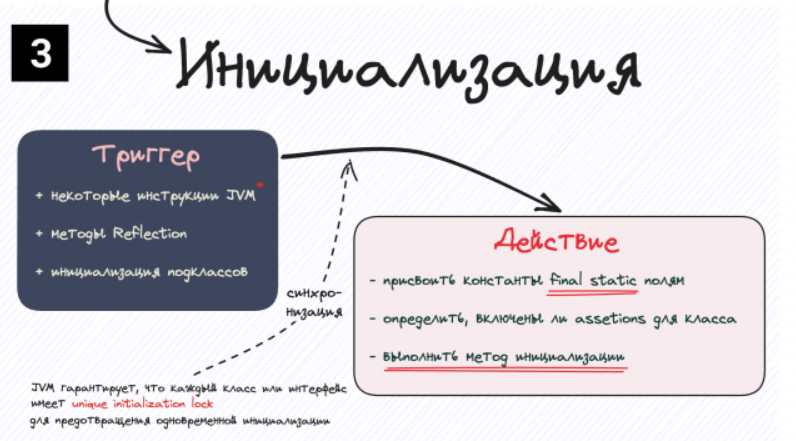 3
Инициализация
Триггер
+ некоторые инструкции JVM*
+ методы Reflection
+ инициализация подклассов
Действие
- присвоить константы final static полям
- определить, включены ли assetions для класса
- выполнить метод инициализации
синхро-
низация
JVM гарантирует, что каждый класс или интерфейс
имеет unique initialization lock
для предотвращения одновременной инициализации